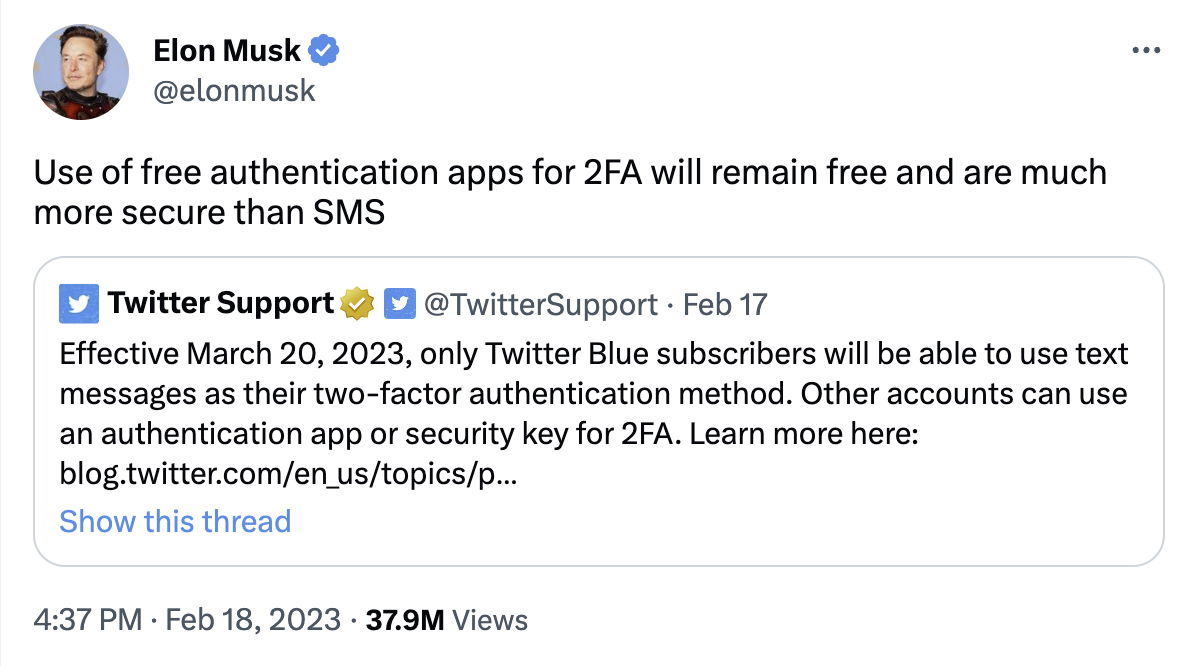 Elon Musk
@elonmusk
Use of free authentication apps for 2FA will remain free and are much
more secure than SMS
Twitter Support @TwitterSupport · Feb 17
Effective March 20, 2023, only Twitter Blue subscribers will be able to use text
messages as their two-factor authentication method. Other accounts can use
an authentication app or security key for 2FA. Learn more here:
blog.twitter.com/en_us/topics/p...
Show this thread
4:37 PM · Feb 18, 2023 · 37.9M Views